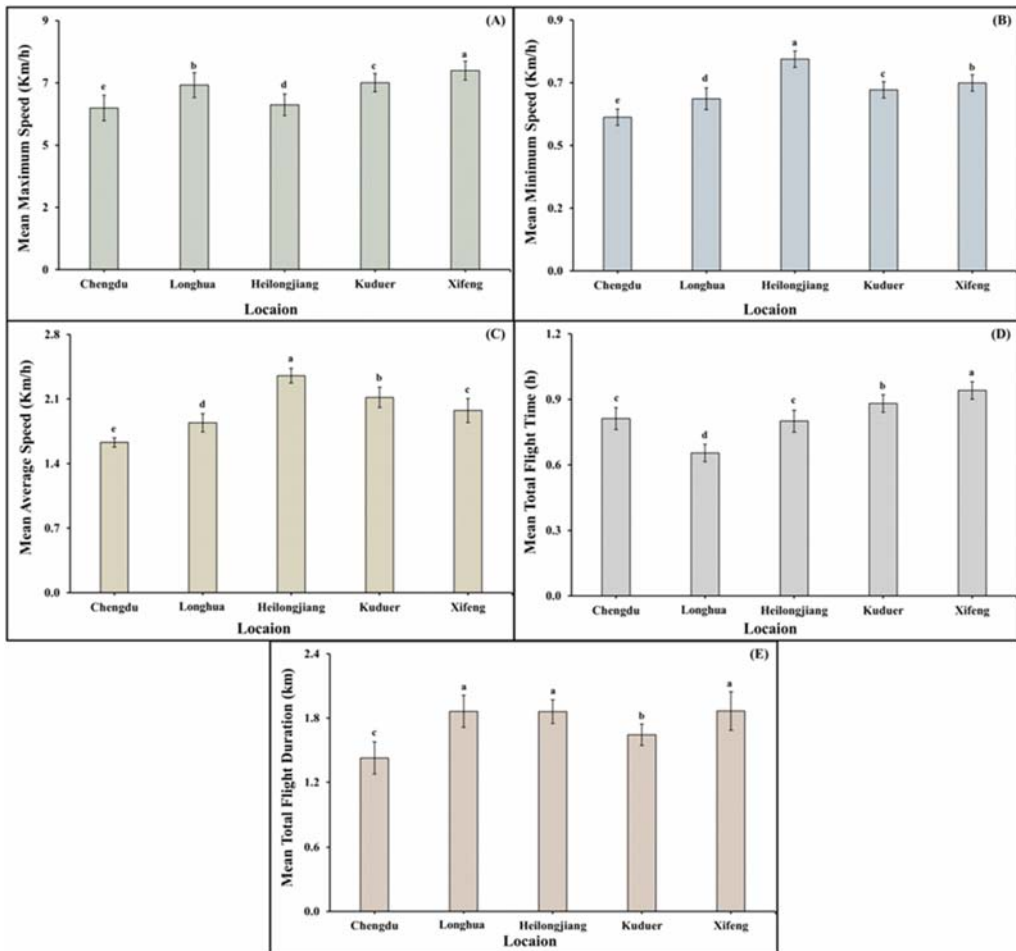 (A)
Mean Maximum Speed (Km/h)
9
7
5
2
0
e
b
d
c
a
Chengdu Longhua Heilongjiang Kuduer Xifeng
Locaion
(B)
Mean Minimum Speed (Km/h)
0.9
0.7
0.5
0.2
0.0
e
d
a
c
b
Chengdu Longhua Heilongjiang Kuduer Xifeng
Locaion
(C)
Mean Average Speed (Km/h)
2.8
2.1
1.4
0.7
0.0
e
d
a
b
c
Chengdu Longhua Heilongjiang Kuduer Xifeng
Locaion
(D)
Mean Total Flight Time (h)
1.2
0.9
0.6
0.3
0.0
c
d
c
b
a
Chengdu Longhua Heilongjiang Kuduer Xifeng
Locaion
(E)
Mean Total Flight Duration (km)
2.4
1.8
1.2
0.6
0.0
c
a
a
b
a
Chengdu Longhua Heilongjiang Kuduer Xifeng
Locaion